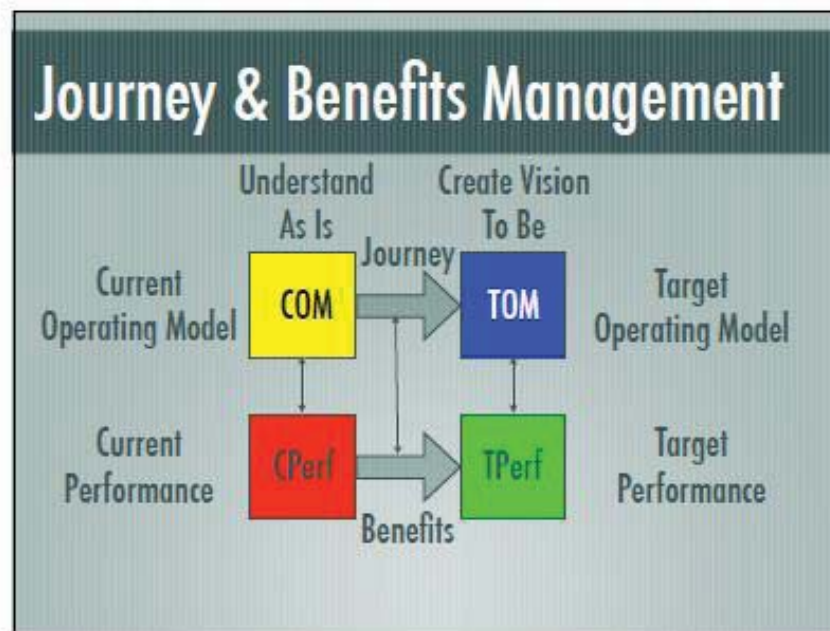 Journey & Benefits Management
Understand
As Is
Create Vision
To Be
Journey
Current
Operating Model
COM
TOM
Target
Operating Model
Current
Performance
CPerf
TPerf
Target
Performance
Benefits